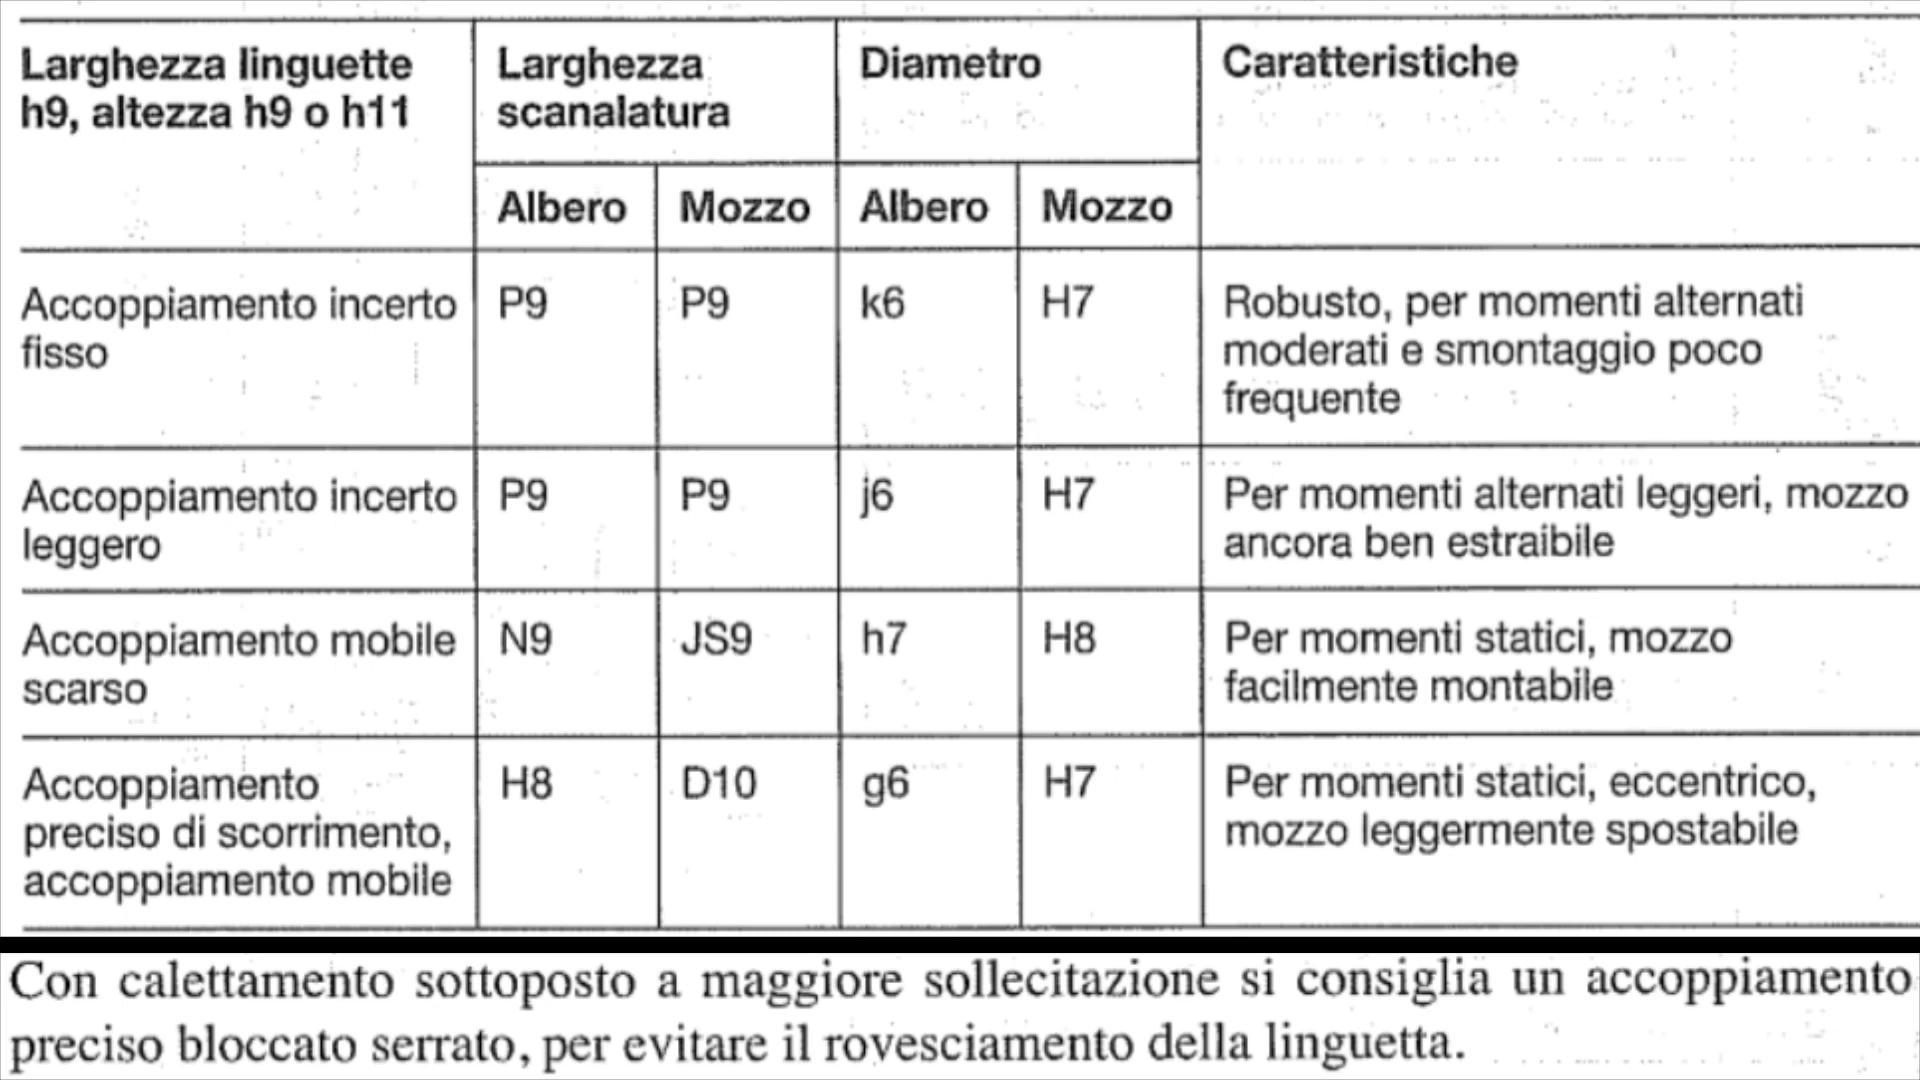 Larghezza linguette
h9, altezza h9 o h11
Larghezza
scanalatura
Diametro
Caratteristiche
Albero
Mozzo
Albero
Mozzo
Accoppiamento incerto
fisso
P9
P9
k6
H7
Robusto, per momenti alternati
moderati e smontaggio poco
frequente
Accoppiamento incerto
leggero
P9
P9
j6
H7
Per momenti alternati leggeri, mozzo
ancora ben estraibile
Accoppiamento mobile
scarso
N9
JS9
h7
H8
Per momenti statici, mozzo
facilmente montabile
Accoppiamento
preciso di scorrimento,
accoppiamento mobile
H8
D10
g6
H7
Per momenti statici, eccentrico,
mozzo leggermente spostabile
Con calettamento sottoposto a maggiore sollecitazione si consiglia un accoppiamento
preciso bloccato serrato, per evitare il rovesciamento della linguetta.